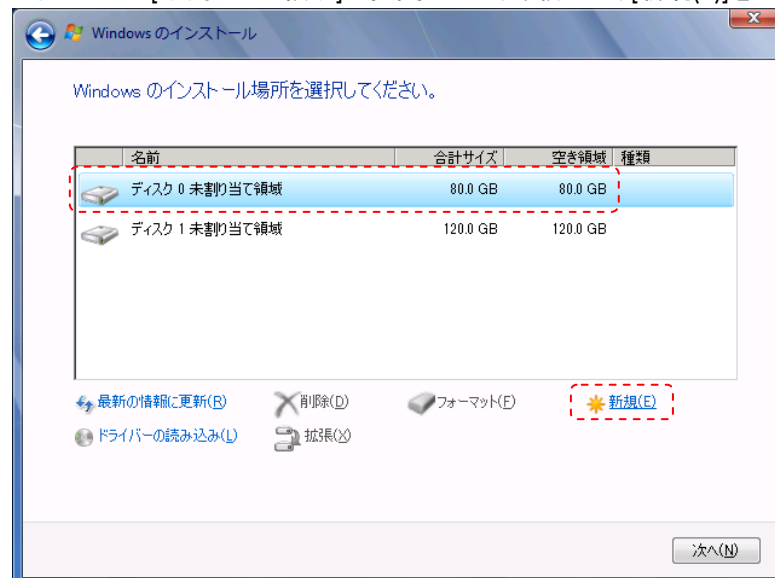 Windows のインストール
Windows のインストール場所を選択してください。
名前 合計サイズ 空き領域 種類
ディスク 0 未割り当て領域 80.0 GB 80.0 GB
ディスク 1 未割り当て領域 120.0 GB 120.0 GB
最新の情報に更新(R) 削除(D) フォーマット(F) 新規(E)
ドライバーの読み込み(L) 拡張(X)
次へ(N)